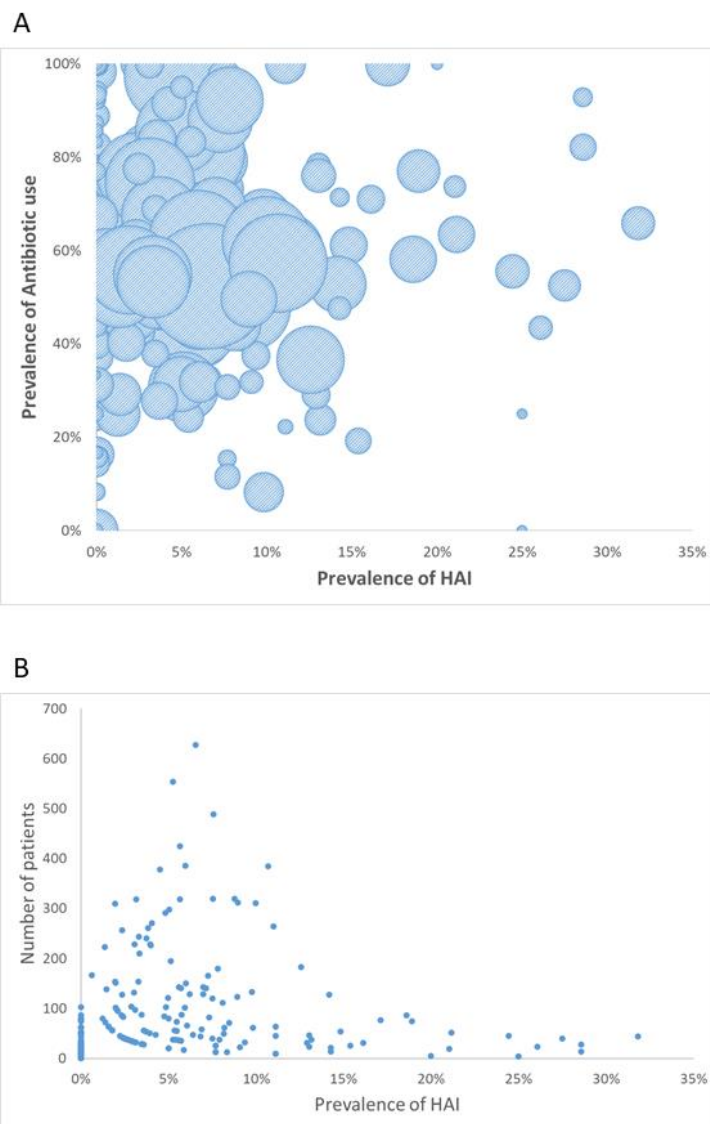 A
100%
80%
60%
40%
20%
0%
Prevalence of Antibiotic use
0% 5% 10% 15% 20% 25% 30% 35%
Prevalence of HAI
B
700
600
500
400
300
200
100
0
Number of patients
0% 5% 10% 15% 20% 25% 30% 35%
Prevalence of HAI